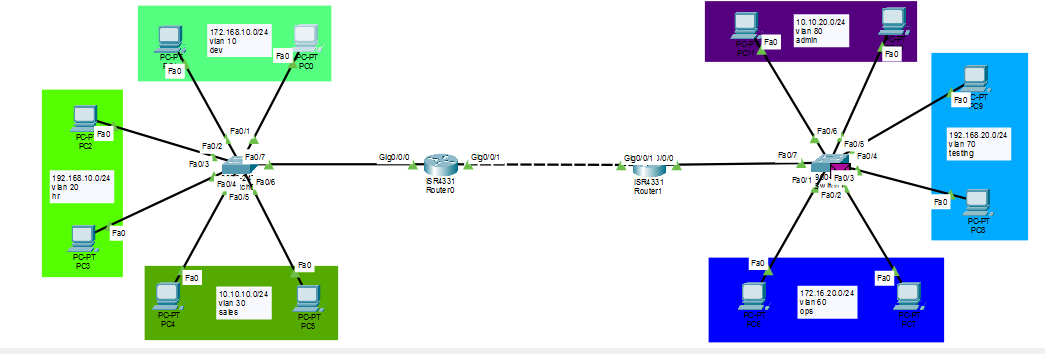 172.168.10.0/24
vlan 10
dev
Fa0
Fa0
PC-PT
PC0
Fa0/1
Fa0
PC2
Fa0/2
Fa0/3
Fa0/7
Fa0/4
Fa0/6
Fa0/5
192.168.10.0/24
vlan 20
hr
Fa0
PC-PT
PC3
Fa0
PC-PT
PC4
10.10.10.0/24
vlan 30
sales
Fa0
PC-PT
PC5
Gig0/0/0
Gig0/0/1
ISR4331
Router0
Gig0/0/1
ISR4331
Router1
10.10.20.0/24
vlan 80
admin
Fa0
Fa0
Fa0
PC9
192.168.20.0/24
vlan 70
testing
Fa0/6
Fa0/5
Fa0/4
Fa0/7
Fa0/1
Fa0/3
Fa0/2
Fa0
PC-PT
PC8
Fa0
172.16.20.0/24
vlan 60
ops
Fa0